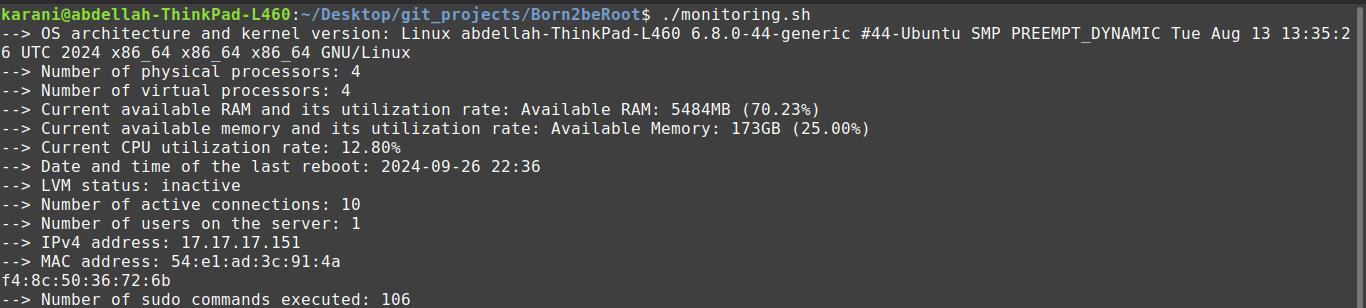 karani@abdellah-ThinkPad-L460:~/Desktop/git_projects/Born2beRoot$ ./monitoring.sh
--> OS architecture and kernel version: Linux abdellah-ThinkPad-L460 6.8.0-44-generic #44-Ubuntu SMP PREEMPT_DYNAMIC Tue Aug 13 13:35:2
6 UTC 2024 x86_64 x86_64 x86_64 GNU/Linux
--> Number of physical processors: 4
--> Number of virtual processors: 4
--> Current available RAM and its utilization rate: Available RAM: 5484MB (70.23%)
--> Current available memory and its utilization rate: Available Memory: 173GB (25.00%)
--> Current CPU utilization rate: 12.80%
--> Date and time of the last reboot: 2024-09-26 22:36
--> LVM status: inactive
--> Number of active connections: 10
--> Number of users on the server: 1
--> IPv4 address: 17.17.17.151
--> MAC address: 54:e1:ad:3c:91:4a
f4:8c:50:36:72:6b
--> Number of sudo commands executed: 106